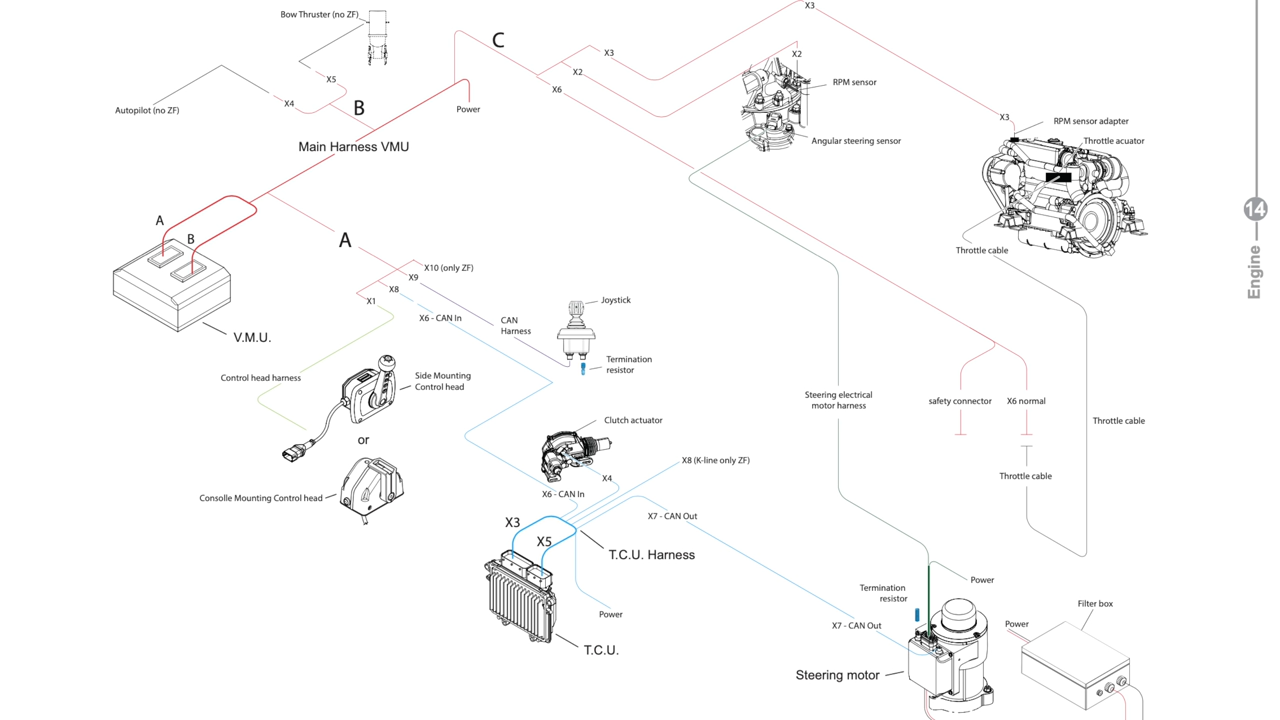 Bow Thruster (no ZF)
X3
C
X3
X2
X2
X5
X4
X6
RPM sensor
B
Autopilot (no ZF)
Power
X3
RPM sensor adapter
Main Harness VMU
Angular steering sensor
Throttle acuator
14
Engine
A
B
A
Throttle cable
X10 (only ZF)
X9
X8
X1
Joystick
X6 - CAN In
CAN
Harness
V.M.U.
Termination
resistor
Control head harness
Side Mounting
Control head
Steering electrical
motor harness
safety connector
X6 normal
Clutch actuator
Throttle cable
or
X8 (K-line only ZF)
X4
Throttle cable
Consolle Mounting Control head
X6 - CAN In
X3
X7 - CAN Out
X5
T.C.U. Harness
Power
Termination
resistor
Filter box
Power
X7 - CAN Out
Power
T.C.U.
Steering motor